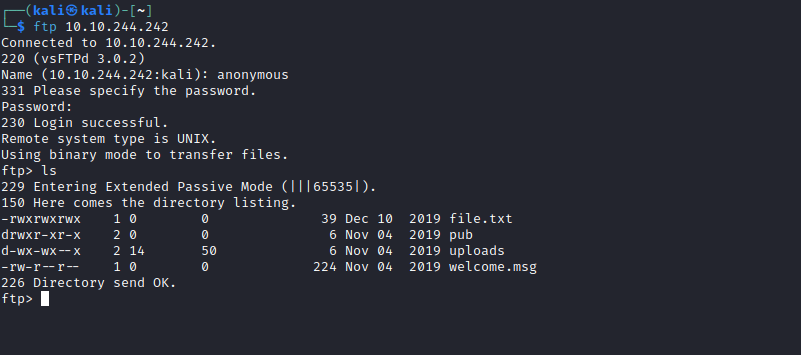 ┌──(kali㉿kali)-[~]
└─$ ftp 10.10.244.242
Connected to 10.10.244.242.
220 (vsFTPd 3.0.2)
Name (10.10.244.242:kali): anonymous
331 Please specify the password.
Password:
230 Login successful.
Remote system type is UNIX.
Using binary mode to transfer files.
ftp> ls
229 Entering Extended Passive Mode (|||65535|).
150 Here comes the directory listing.
-rwxrwxrwx    1 0        0              39 Dec 10  2019 file.txt
drwxr-xr-x    2 0        0               6 Nov 04  2019 pub
d-wx-wx--x    2 14       50              6 Nov 04  2019 uploads
-rw-r--r--    1 0        0             224 Nov 04  2019 welcome.msg
226 Directory send OK.
ftp>